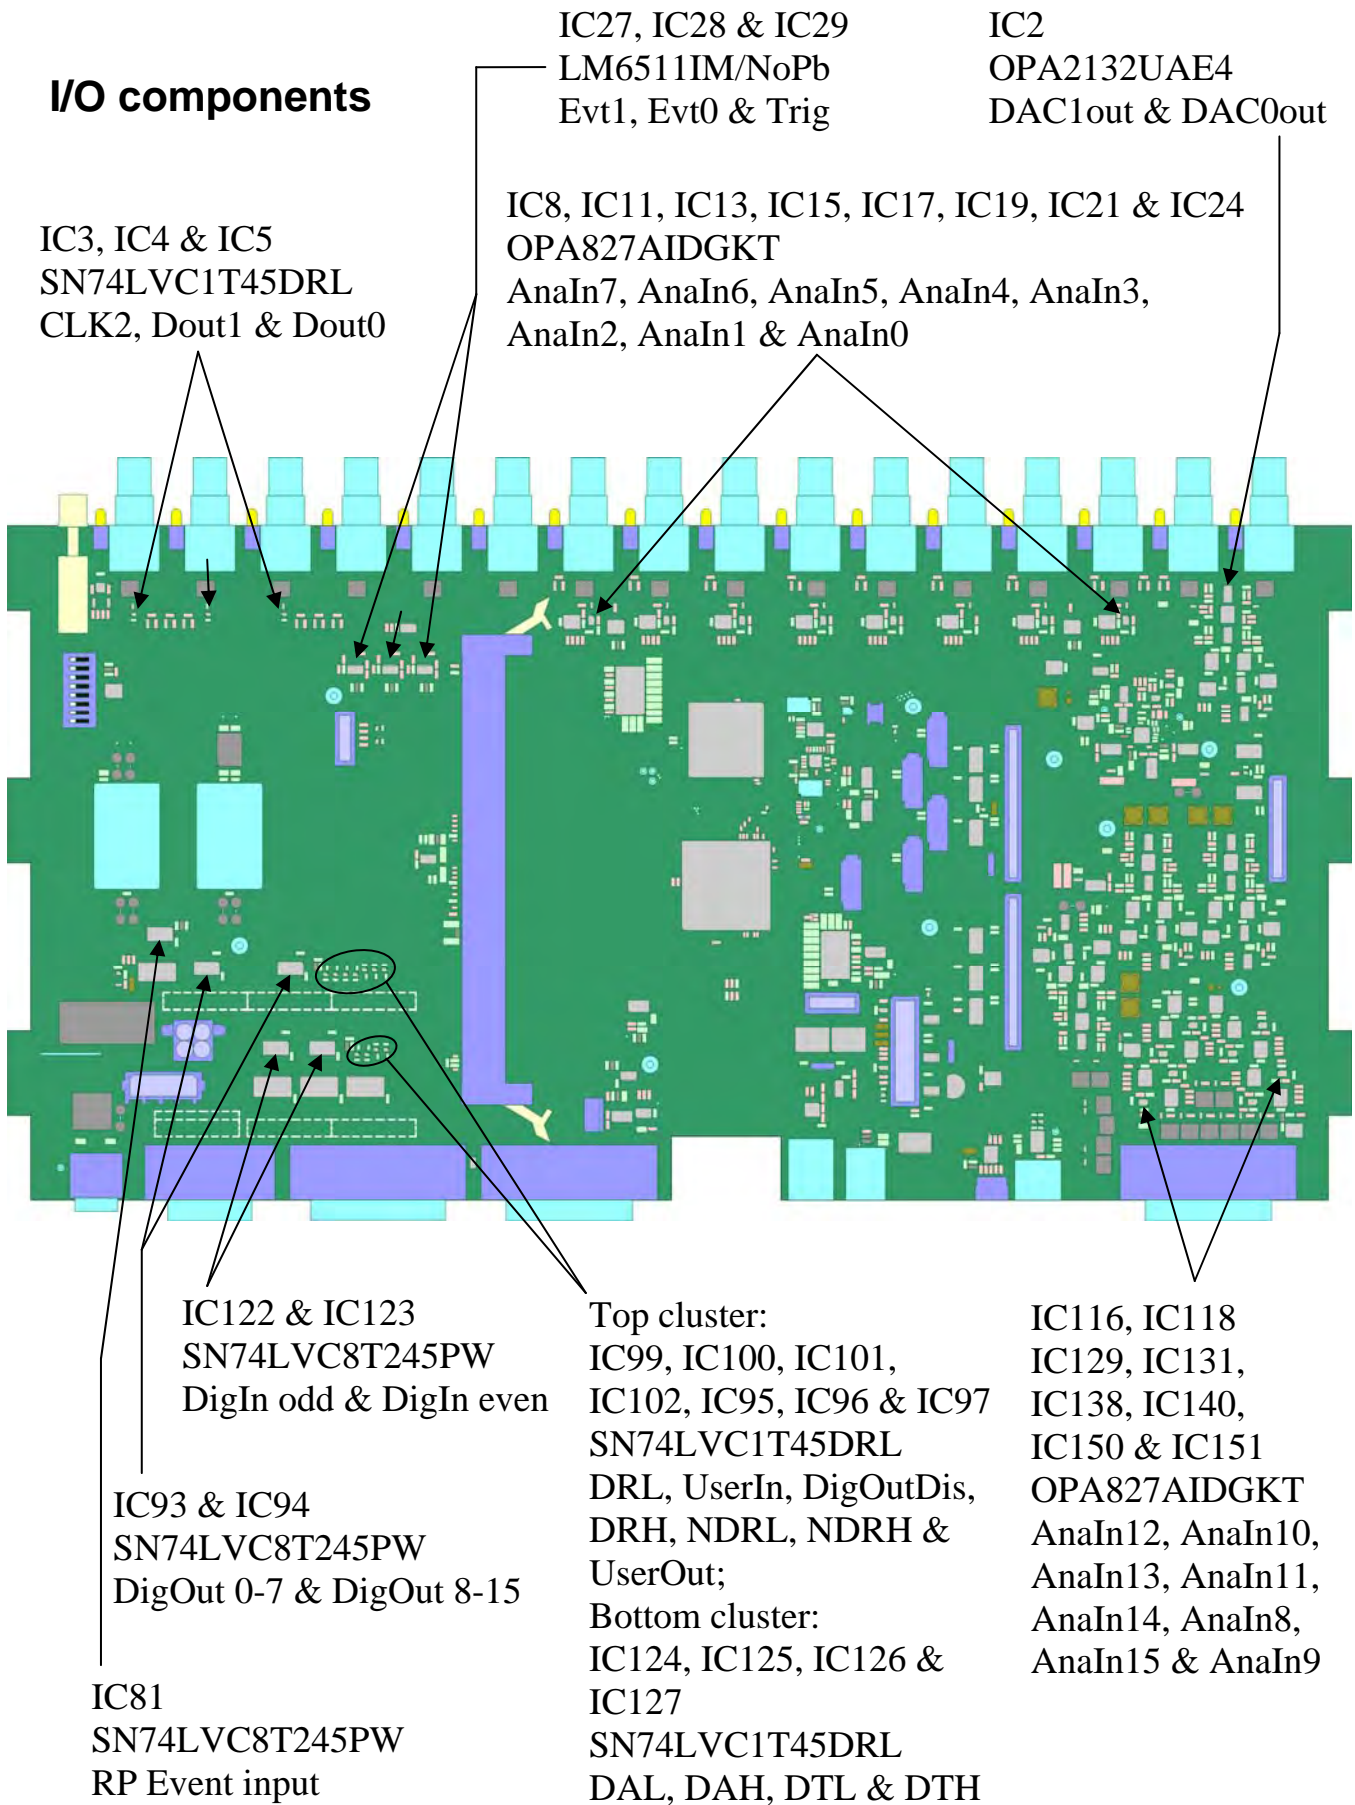 I/O components
IC27, IC28 & IC29
LM6511IM/NoPb
Evt1, Evt0 & Trig
IC2
OPA2132UAE4
DAC1out & DAC0out
IC3, IC4 & IC5
SN74LVC1T45DRL
CLK2, Dout1 & Dout0
IC8, IC11, IC13, IC15, IC17, IC19, IC21 & IC24
OPA827AIDGKT
AnaIn7, AnaIn6, AnaIn5, AnaIn4, AnaIn3,
AnaIn2, AnaIn1 & AnaIn0
IC122 & IC123
SN74LVC8T245PW
DigIn odd & DigIn even
IC93 & IC94
SN74LVC8T245PW
DigOut 0-7 & DigOut 8-15
IC81
SN74LVC8T245PW
RP Event input
Top cluster:
IC99, IC100, IC101,
IC102, IC95, IC96 & IC97
SN74LVC1T45DRL
DRL, UserIn, DigOutDis,
DRH, NDRL, NDRH &
UserOut;
Bottom cluster:
IC124, IC125, IC126 &
IC127
SN74LVC1T45DRL
DAL, DAH, DTL & DTH
IC116, IC118
IC129, IC131,
IC138, IC140,
IC150 & IC151
OPA827AIDGKT
AnaIn12, AnaIn10,
AnaIn13, AnaIn11,
AnaIn14, AnaIn8,
AnaIn15 & AnaIn9